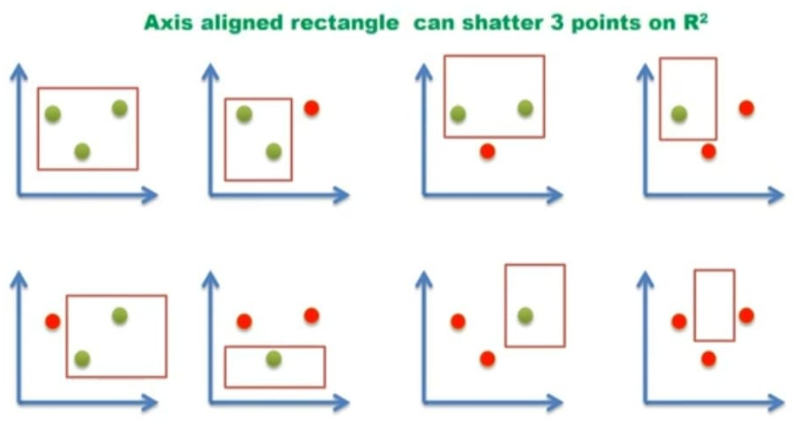 Axis aligned rectangle can shatter 3 points on R²